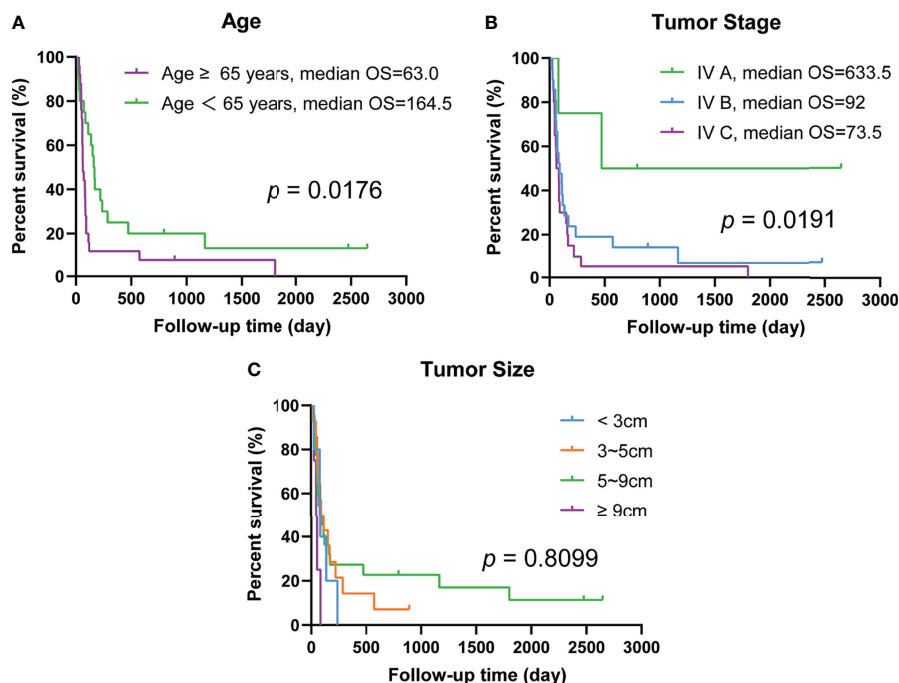 A
Age
Percent survival (%)
100
80
60
40
20
0
Age ≥ 65 years, median OS=63.0
Age < 65 years, median OS=164.5
p = 0.0176
0 500 1000 1500 2000 2500 3000
Follow-up time (day)
B
Tumor Stage
Percent survival (%)
100
80
60
40
20
0
IV A, median OS=633.5
IV B, median OS=92
IV C, median OS=73.5
p = 0.0191
0 500 1000 1500 2000 2500 3000
Follow-up time (day)
C
Tumor Size
Percent survival (%)
100
80
60
40
20
0
< 3cm
3~5cm
5~9cm
≥ 9cm
p = 0.8099
0 500 1000 1500 2000 2500 3000
Follow-up time (day)